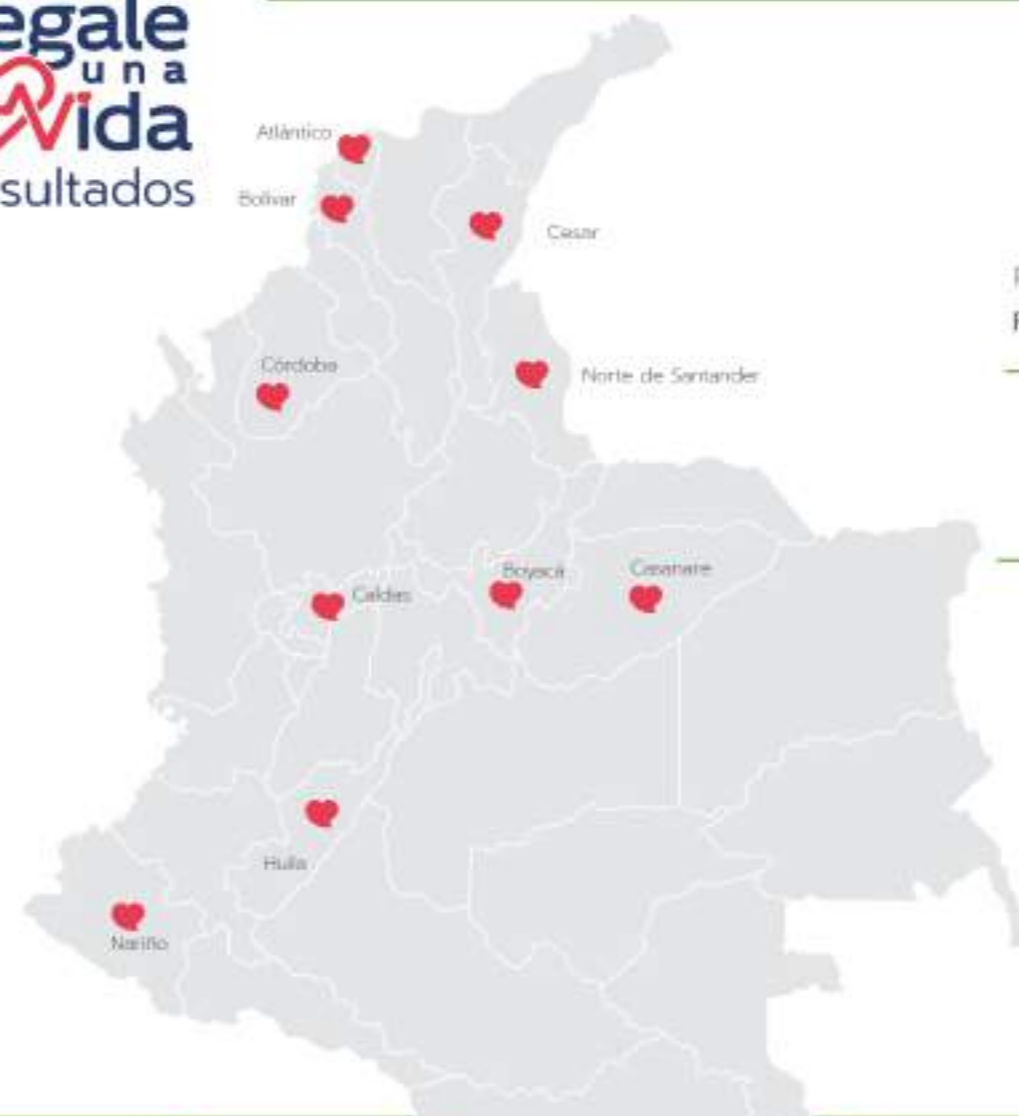 egale
una
Vida
sultados
Atlántico
Bolívar
Cesar
Córdoba
Norte de Santander
Boyacá
Casanare
Caldas
Huila
Nariño